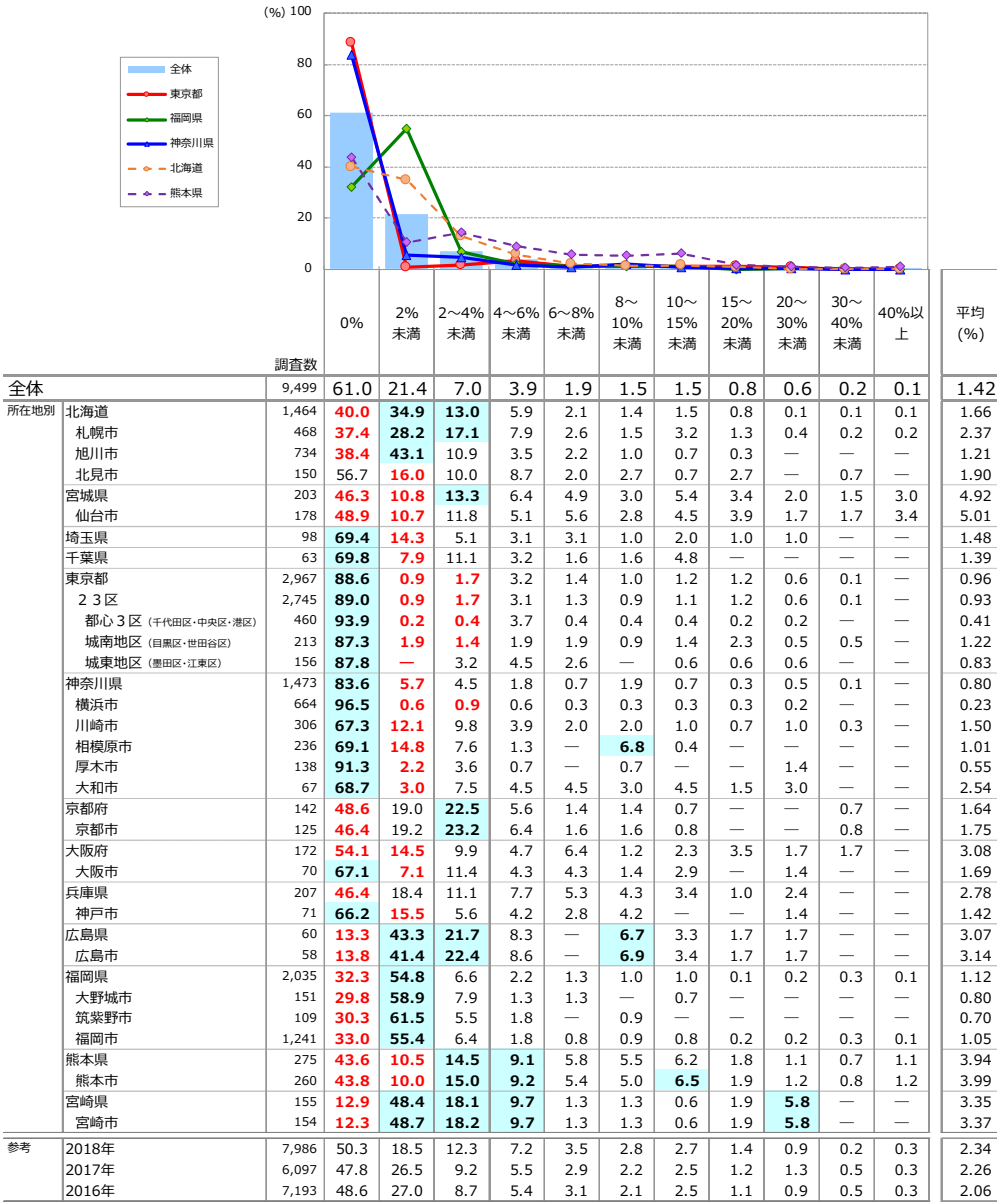 (%) 100
80
60
40
20
0
全体
東京都
福岡県
神奈川県
北海道
熊本県
調査数 0% 2%未満 2～4%未満 4～6%未満 6～8%未満 8～10%未満 10～15%未満 15～20%未満 20～30%未満 30～40%未満 40%以上 平均(%)
全体 9,499 61.0 21.4 7.0 3.9 1.9 1.5 1.5 0.8 0.6 0.2 0.1 1.42
所在地別 北海道 1,464 40.0 34.9 13.0 5.9 2.1 1.4 1.5 0.8 0.1 0.1 0.1 1.66
札幌市 468 37.4 28.2 17.1 7.9 2.6 1.5 3.2 1.3 0.4 0.2 0.2 2.37
旭川市 734 38.4 43.1 10.9 3.5 2.2 1.0 0.7 0.3 — — — 1.21
北見市 150 56.7 16.0 10.0 8.7 2.0 2.7 0.7 2.7 — 0.7 — 1.90
宮城県 203 46.3 10.8 13.3 6.4 4.9 3.0 5.4 3.4 2.0 1.5 3.0 4.92
仙台市 178 48.9 10.7 11.8 5.1 5.6 2.8 4.5 3.9 1.7 1.7 3.4 5.01
埼玉県 98 69.4 14.3 5.1 3.1 3.1 1.0 2.0 1.0 1.0 — — 1.48
千葉県 63 69.8 7.9 11.1 3.2 1.6 1.6 4.8 — — — — 1.39
東京都 2,967 88.6 0.9 1.7 3.2 1.4 1.0 1.2 1.2 0.6 0.1 — 0.96
２３区 2,745 89.0 0.9 1.7 3.1 1.3 0.9 1.1 1.2 0.6 0.1 — 0.93
都心３区（千代田区・中央区・港区） 460 93.9 0.2 0.4 3.7 0.4 0.4 0.4 0.2 0.2 — — 0.41
城南地区（目黒区・世田谷区） 213 87.3 1.9 1.4 1.9 1.9 0.9 1.4 2.3 0.5 0.5 — 1.22
城東地区（墨田区・江東区） 156 87.8 — 3.2 4.5 2.6 — 0.6 0.6 0.6 — — 0.83
神奈川県 1,473 83.6 5.7 4.5 1.8 0.7 1.9 0.7 0.3 0.5 0.1 — 0.80
横浜市 664 96.5 0.6 0.9 0.6 0.3 0.3 0.3 0.3 0.2 — — 0.23
川崎市 306 67.3 12.1 9.8 3.9 2.0 2.0 1.0 0.7 1.0 0.3 — 1.50
相模原市 236 69.1 14.8 7.6 1.3 — 6.8 0.4 — — — — 1.01
厚木市 138 91.3 2.2 3.6 0.7 — 0.7 — — 1.4 — — 0.55
大和市 67 68.7 3.0 7.5 4.5 4.5 3.0 4.5 1.5 3.0 — — 2.54
京都府 142 48.6 19.0 22.5 5.6 1.4 1.4 0.7 — — 0.7 — 1.64
京都市 125 46.4 19.2 23.2 6.4 1.6 1.6 0.8 — — 0.8 — 1.75
大阪府 172 54.1 14.5 9.9 4.7 6.4 1.2 2.3 3.5 1.7 1.7 — 3.08
大阪市 70 67.1 7.1 11.4 4.3 4.3 1.4 2.9 — 1.4 — — 1.69
兵庫県 207 46.4 18.4 11.1 7.7 5.3 4.3 3.4 1.0 2.4 — — 2.78
神戸市 71 66.2 15.5 5.6 4.2 2.8 4.2 — — 1.4 — — 1.42
広島県 60 13.3 43.3 21.7 8.3 — 6.7 3.3 1.7 1.7 — — 3.07
広島市 58 13.8 41.4 22.4 8.6 — 6.9 3.4 1.7 1.7 — — 3.14
福岡県 2,035 32.3 54.8 6.6 2.2 1.3 1.0 1.0 0.1 0.2 0.3 0.1 1.12
大野城市 151 29.8 58.9 7.9 1.3 1.3 — 0.7 — — — — 0.80
筑紫野市 109 30.3 61.5 5.5 1.8 — 0.9 — — — — — 0.70
福岡市 1,241 33.0 55.4 6.4 1.8 0.8 0.9 0.8 0.2 0.2 0.3 0.1 1.05
熊本県 275 43.6 10.5 14.5 9.1 5.8 5.5 6.2 1.8 1.1 0.7 1.1 3.94
熊本市 260 43.8 10.0 15.0 9.2 5.4 5.0 6.5 1.9 1.2 0.8 1.2 3.99
宮崎県 155 12.9 48.4 18.1 9.7 1.3 1.3 0.6 1.9 5.8 — — 3.35
宮崎市 154 12.3 48.7 18.2 9.7 1.3 1.3 0.6 1.9 5.8 — — 3.37
参考 2018年 7,986 50.3 18.5 12.3 7.2 3.5 2.8 2.7 1.4 0.9 0.2 0.3 2.34
2017年 6,097 47.8 26.5 9.2 5.5 2.9 2.2 2.5 1.2 1.3 0.5 0.3 2.26
2016年 7,193 48.6 27.0 8.7 5.4 3.1 2.1 2.5 1.1 0.9 0.5 0.3 2.06